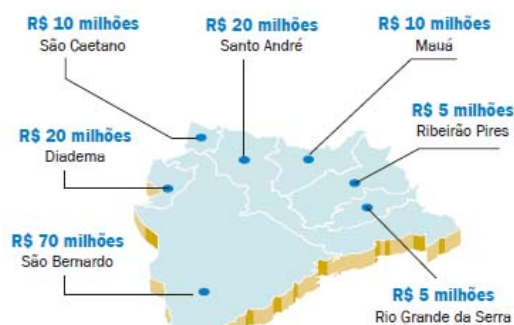 R$ 10 milhões
São Caetano
R$ 20 milhões
Santo André
R$ 10 milhões
Mauá
R$ 5 milhões
Ribeirão Pires
R$ 20 milhões
Diadema
R$ 70 milhões
São Bernardo
R$ 5 milhões
Rio Grande da Serra